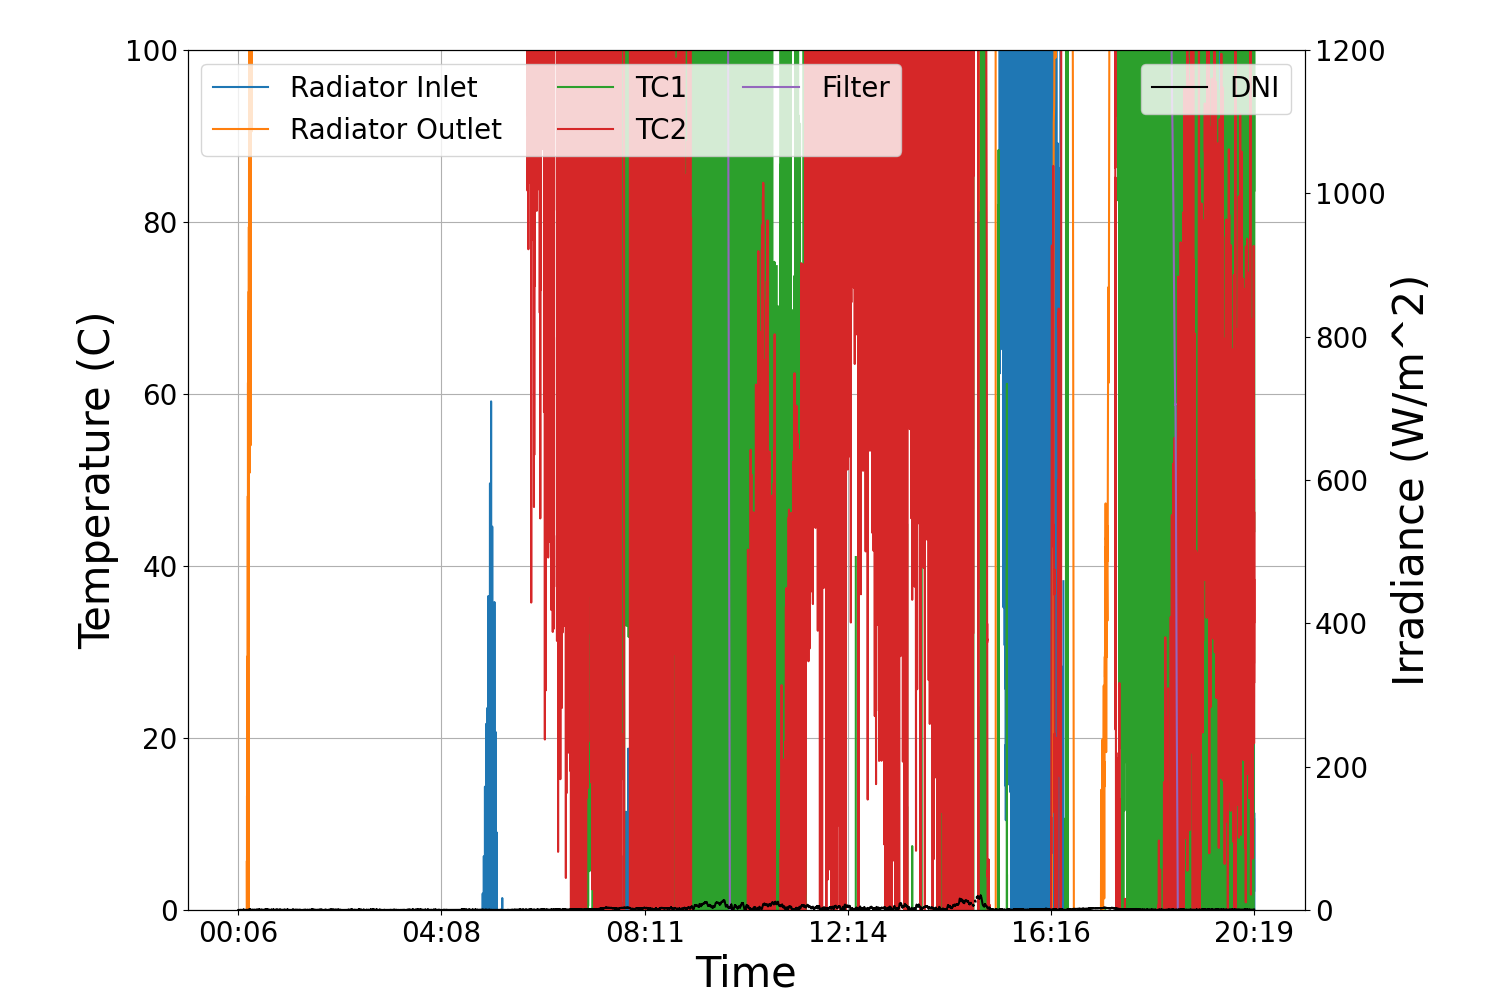 100
80
60
40
20
0
Temperature (C)
Radiator Inlet
Radiator Outlet
TC1
TC2
Filter
DNI
1200
1000
800
600
400
200
0
Irradiance (W/m^2)
00:06
04:08
08:11
12:14
16:16
20:19
Time